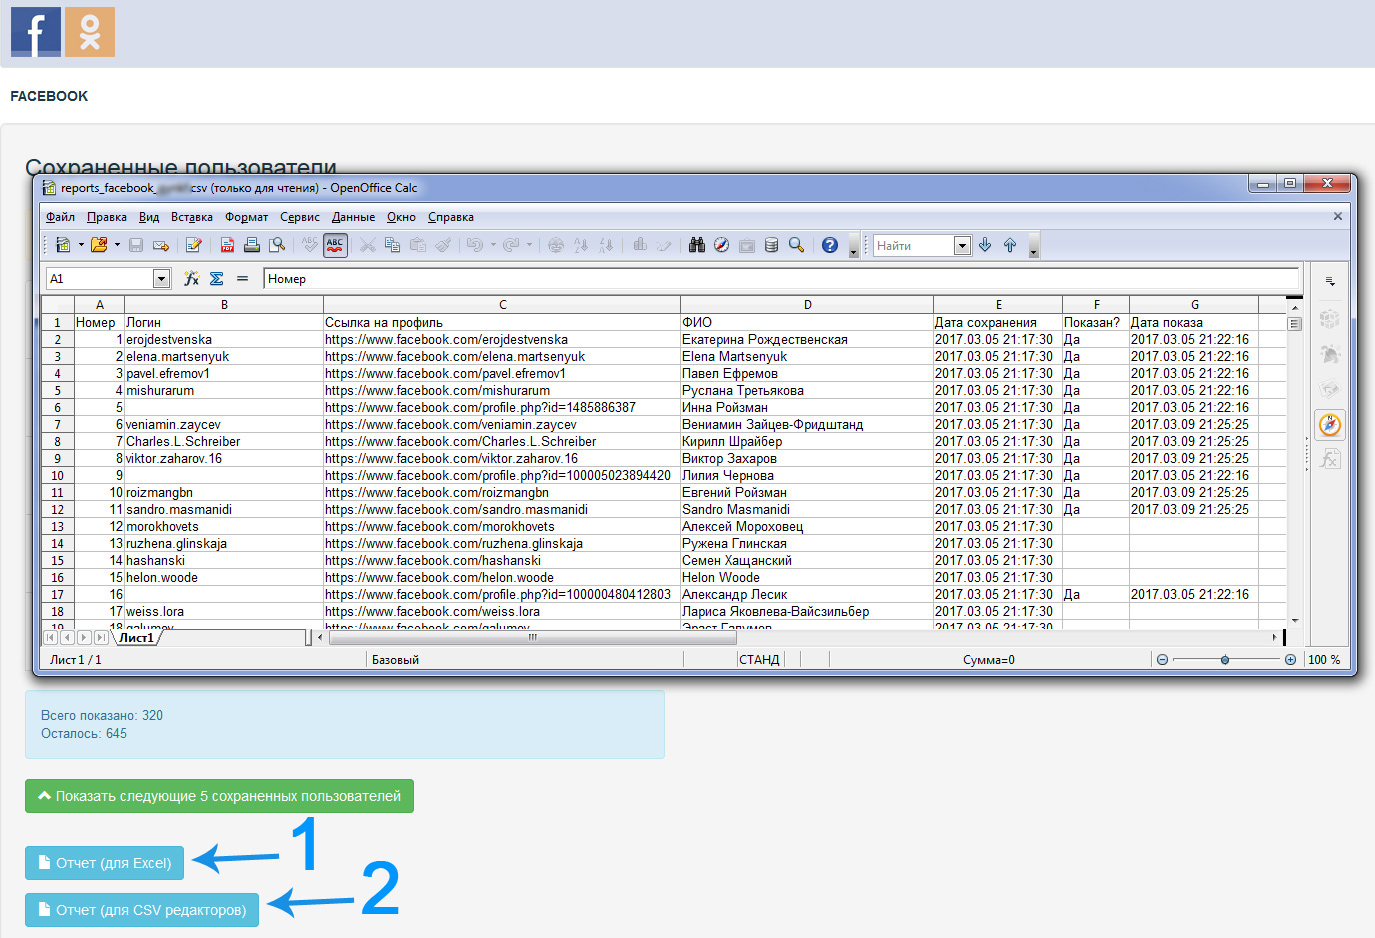 f
FACEBOOK
Сохраненные пользователи
reports_facebook_ csv (только для чтения) - OpenOffice Calc
Файл Правка Вид Вставка Формат Сервис Данные Окно Справка
ABC ABC Найти
A1 Номер
A B C D E F G
1 Номер Логин Ссылка на профиль ФИО Дата сохранения Показан? Дата показа
2 1 erojdestvenska https://www.facebook.com/erojdestvenska Екатерина Рождественская 2017.03.05 21:17:30 Да 2017.03.05 21:22:16
3 2 elena.martsenyuk https://www.facebook.com/elena.martsenyuk Elena Martsenyuk 2017.03.05 21:17:30 Да 2017.03.05 21:22:16
4 3 pavel.efremov1 https://www.facebook.com/pavel.efremov1 Павел Ефремов 2017.03.05 21:17:30 Да 2017.03.05 21:22:16
5 4 mishurarum https://www.facebook.com/mishurarum Руслана Третьякова 2017.03.05 21:17:30 Да 2017.03.05 21:22:16
6 5 https://www.facebook.com/profile.php?id=1485886387 Инна Ройзман 2017.03.05 21:17:30 Да 2017.03.05 21:22:16
7 6 veniamin.zaycev https://www.facebook.com/veniamin.zaycev Вениамин Зайцев-Фридштанд 2017.03.05 21:17:30 Да 2017.03.09 21:25:25
8 7 Charles.L.Schreiber https://www.facebook.com/Charles.L.Schreiber Кирилл Шрайбер 2017.03.05 21:17:30 Да 2017.03.09 21:25:25
9 8 viktor.zaharov.16 https://www.facebook.com/viktor.zaharov.16 Виктор Захаров 2017.03.05 21:17:30 Да 2017.03.09 21:25:25
10 9 https://www.facebook.com/profile.php?id=100005023894420 Лилия Чернова 2017.03.05 21:17:30 Да 2017.03.05 21:22:16
11 10 roizmangbn https://www.facebook.com/roizmangbn Евгений Ройзман 2017.03.05 21:17:30 Да 2017.03.09 21:25:25
12 11 sandro.masmanidi https://www.facebook.com/sandro.masmanidi Sandro Masmanidi 2017.03.05 21:17:30 Да 2017.03.09 21:25:25
13 12 morokhovets https://www.facebook.com/morokhovets Алексей Мороховец 2017.03.05 21:17:30
14 13 ruzhena.glinskaja https://www.facebook.com/ruzhena.glinskaja Ружена Глинская 2017.03.05 21:17:30
15 14 hashanski https://www.facebook.com/hashanski Семен Хащанский 2017.03.05 21:17:30
16 15 helon.woode https://www.facebook.com/helon.woode Helon Woode 2017.03.05 21:17:30
17 16 https://www.facebook.com/profile.php?id=100000480412803 Александр Лесик 2017.03.05 21:17:30 Да 2017.03.05 21:22:16
18 17 weiss.lora https://www.facebook.com/weiss.lora Лариса Яковлева-Вайсзильбер 2017.03.05 21:17:30
19 18 galumov https://www.facebook.com/galumov Эраст Галумов 2017.03.05 21:17:30
Лист1
Лист1 / 1 Базовый СТАНД Сумма=0 100 %
Всего показано: 320
Осталось: 645
Показать следующие 5 сохраненных пользователей
1
Отчет (для Excel)
2
Отчет (для CSV редакторов)